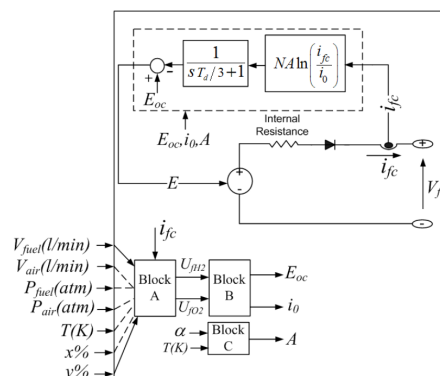 1
s T_d/3+1
NA ln(i_fc/i_0)
+
-
E_oc
E_oc, i_0, A
i_fc
Internal
Resistance
i_fc
+
E
+
-
V_f
-
i_fc
V_fuel(l/min)
V_air(l/min)
P_fuel(atm)
P_air(atm)
T(K)
x%
y%
Block
A
U_fH2
U_fO2
Block
B
E_oc
i_0
α
T(K)
Block
C
A